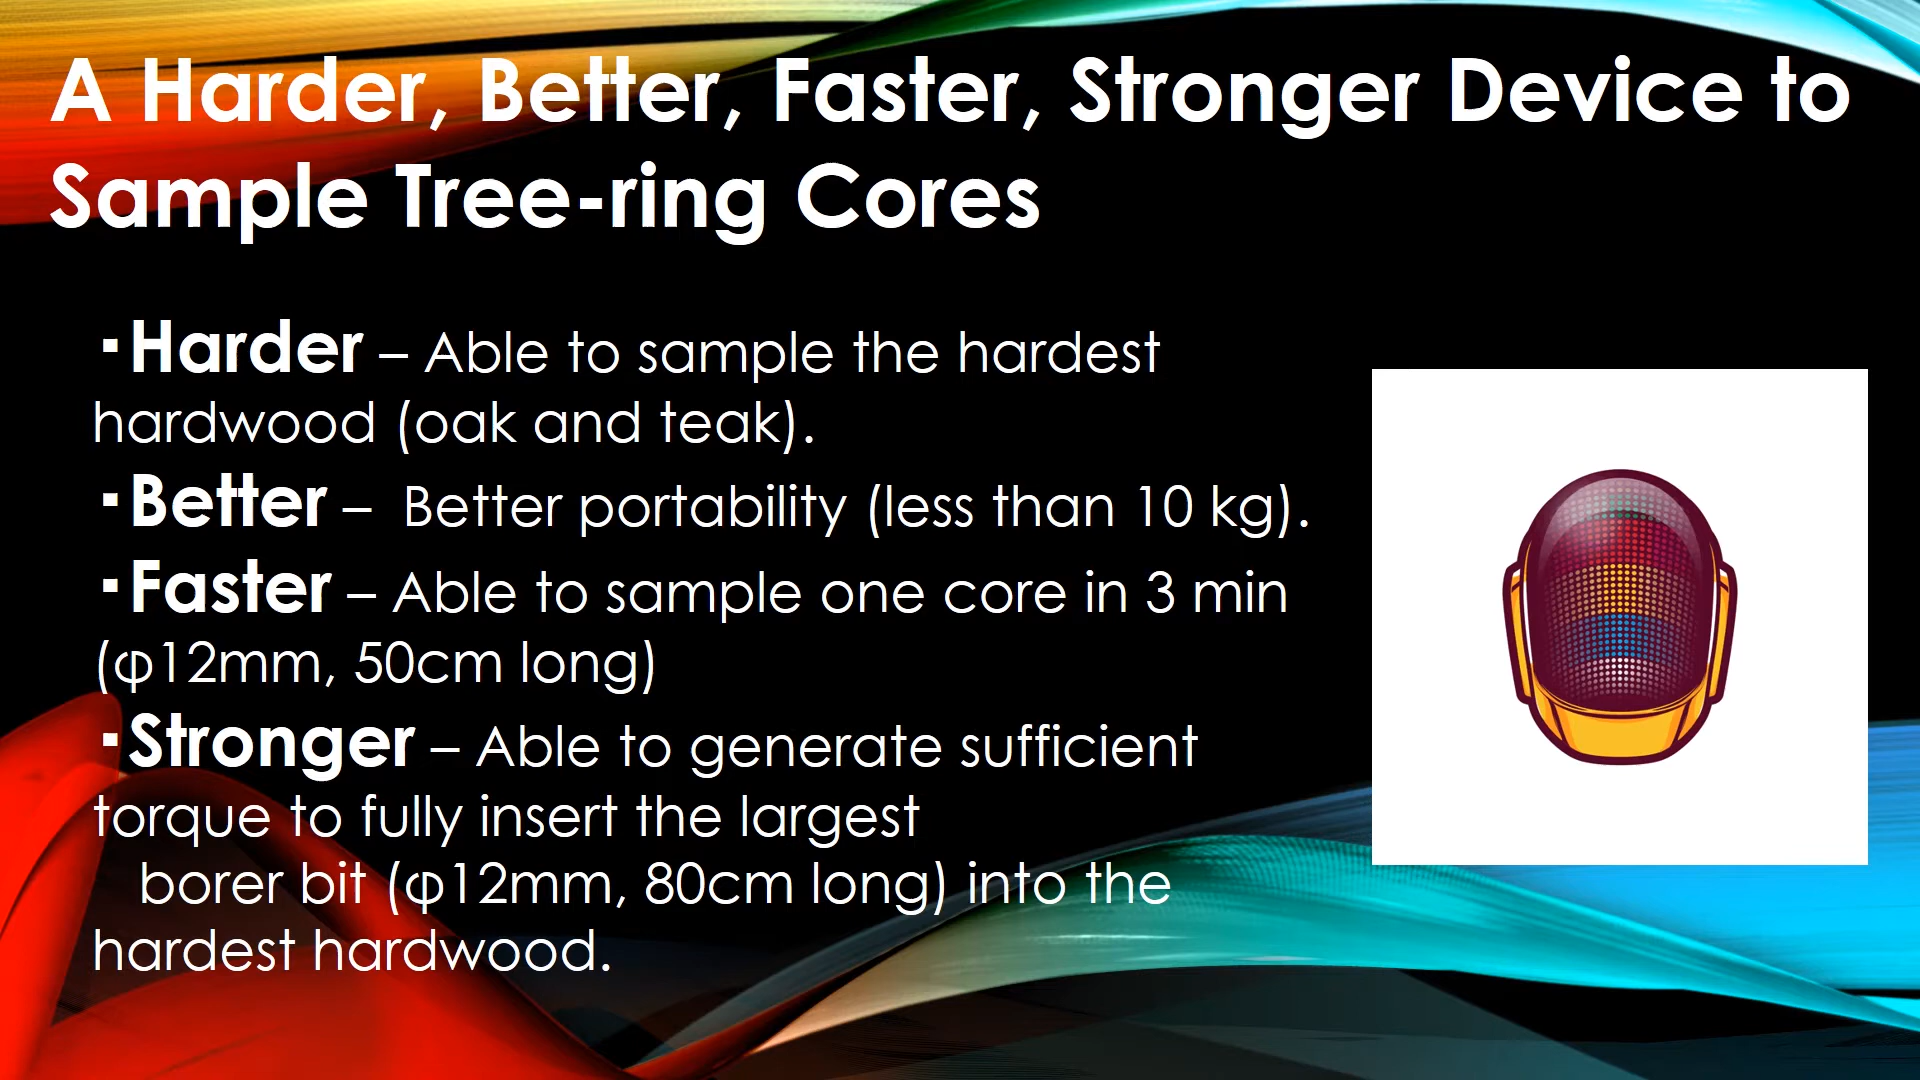 A Harder, Better, Faster, Stronger Device to
Sample Tree-ring Cores
▪Harder – Able to sample the hardest
hardwood (oak and teak).
▪Better –  Better portability (less than 10 kg).
▪Faster – Able to sample one core in 3 min
(φ12mm, 50cm long)
▪Stronger – Able to generate sufficient
torque to fully insert the largest
borer bit (φ12mm, 80cm long) into the
hardest hardwood.